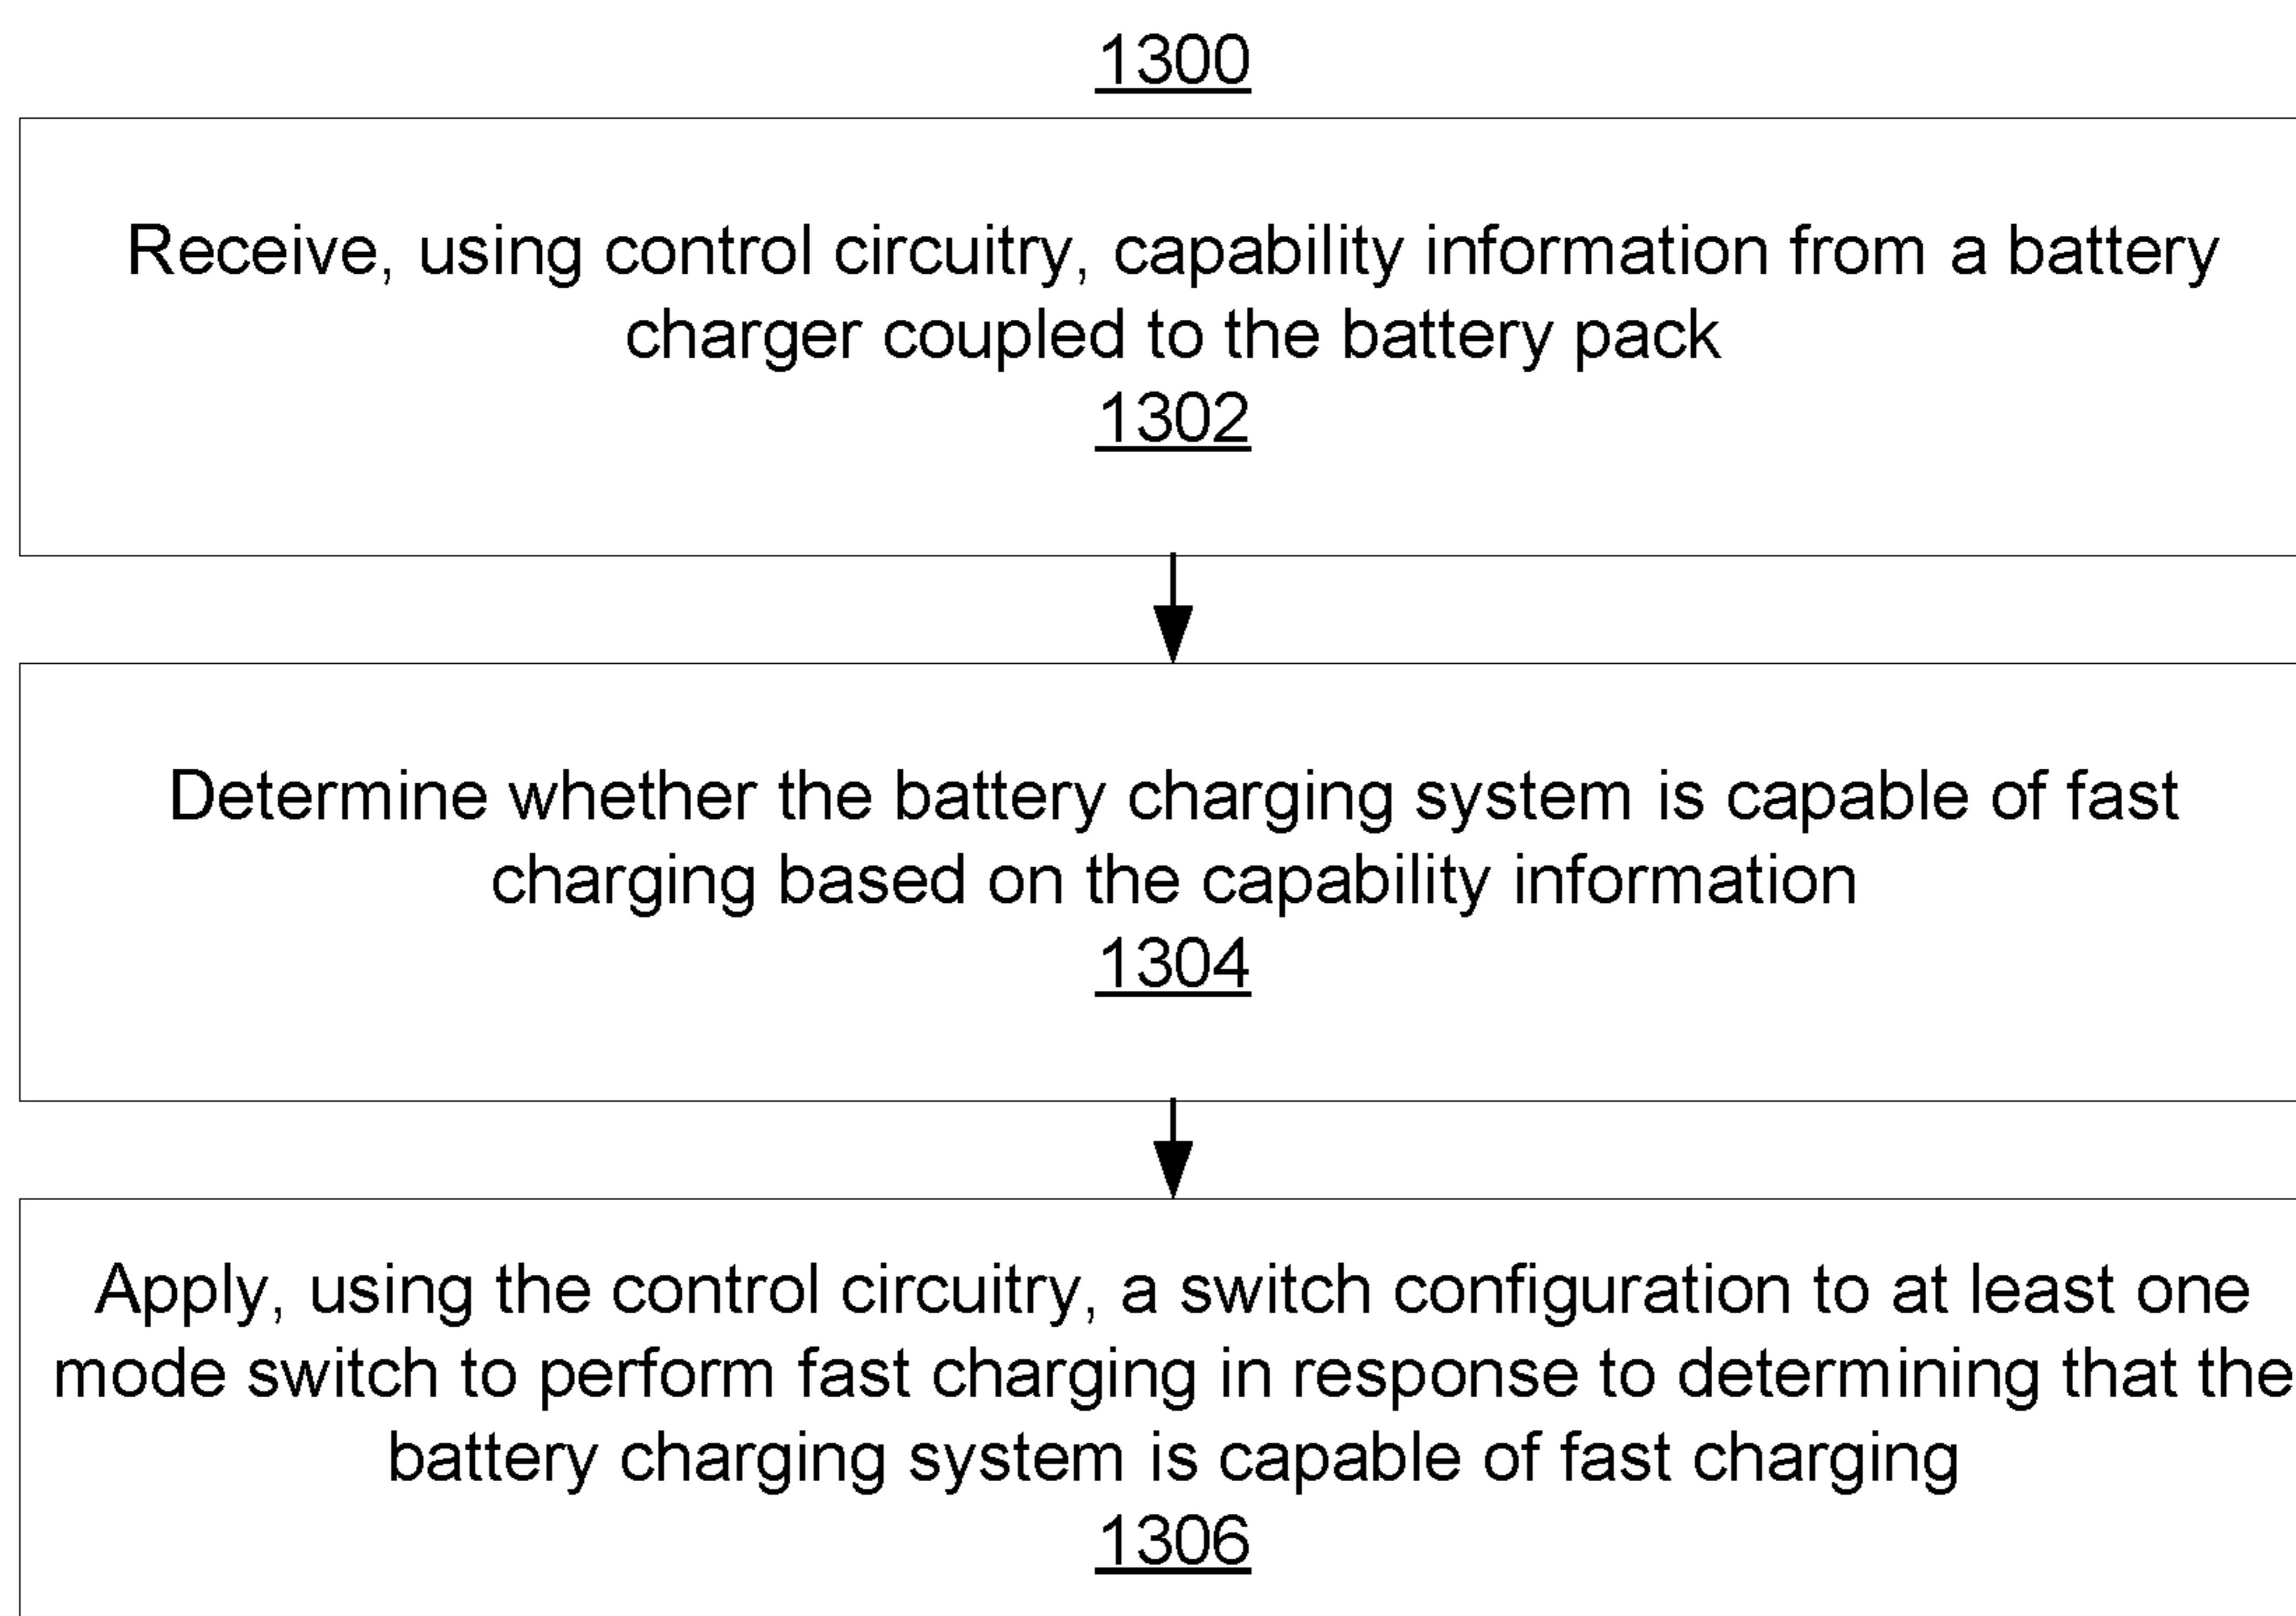 1300
Receive, using control circuitry, capability information from a battery
charger coupled to the battery pack
1302
Determine whether the battery charging system is capable of fast
charging based on the capability information
1304
Apply, using the control circuitry, a switch configuration to at least one
mode switch to perform fast charging in response to determining that the
battery charging system is capable of fast charging
1306